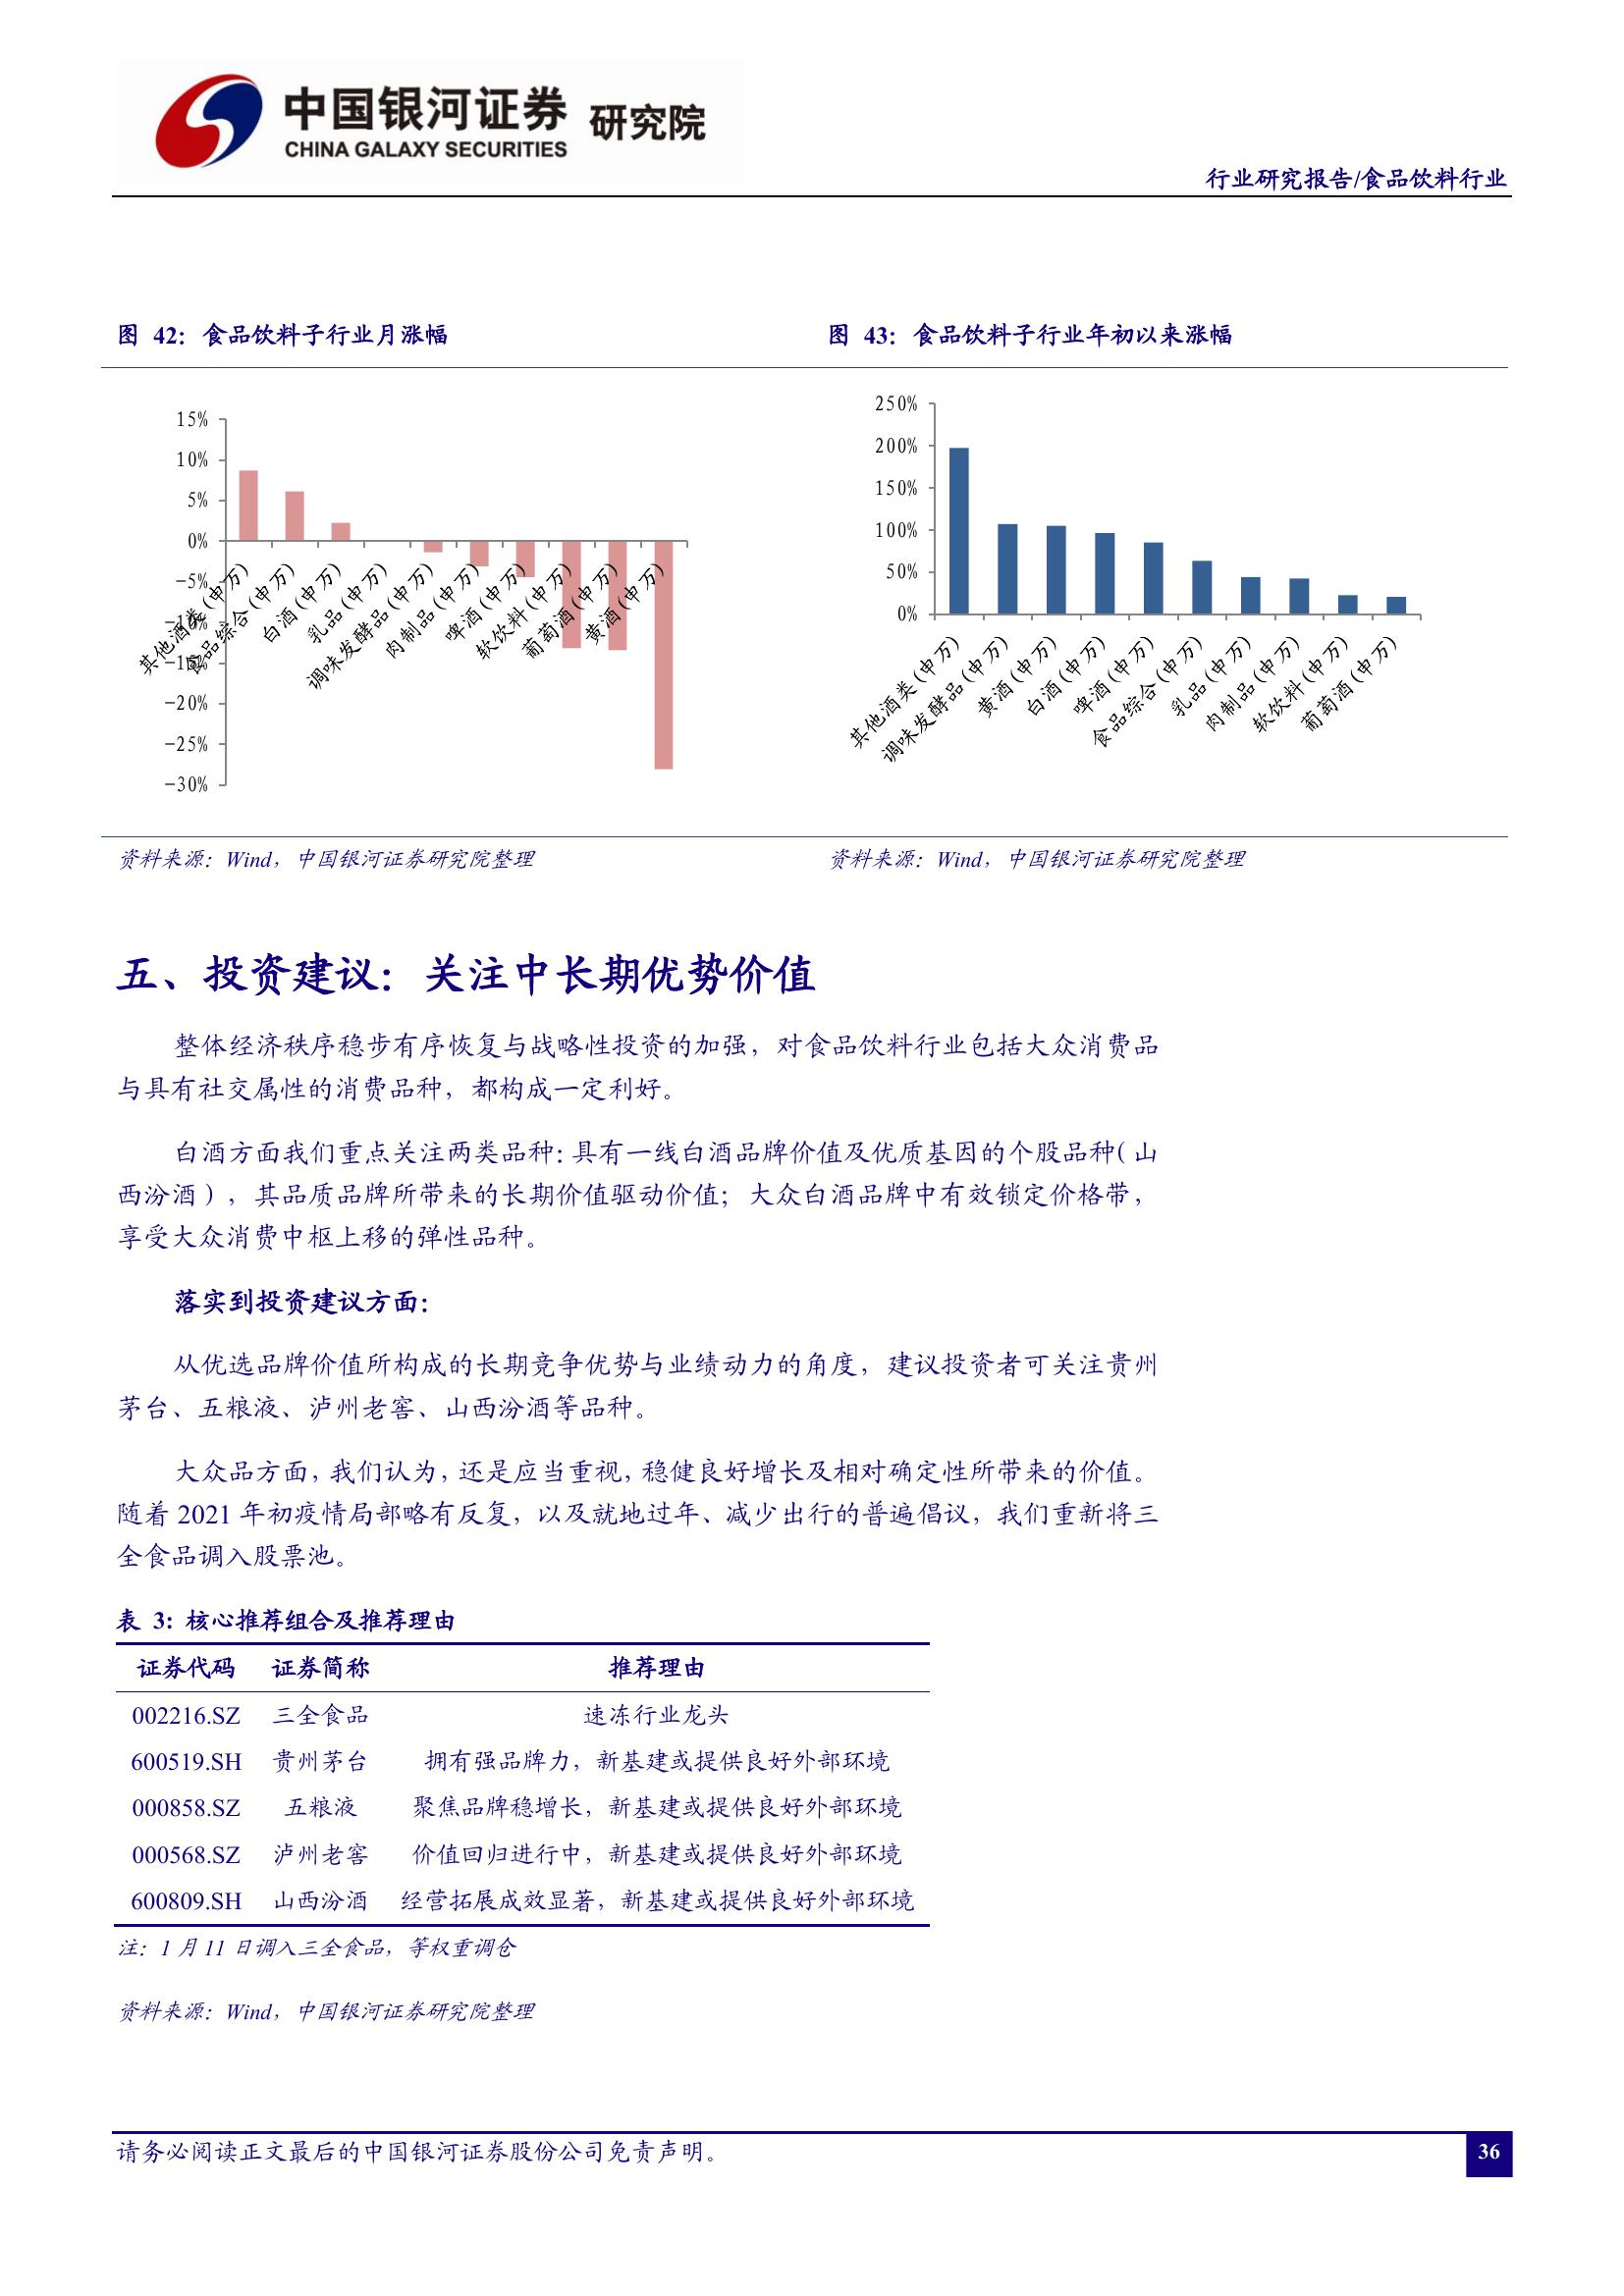 中国银河证券 研究院
CHINA GALAXY SECURITIES
行业研究报告/食品饮料行业
图 42：食品饮料子行业月涨幅
15%
10%
5%
0%
-5%
-10%
-15%
-20%
-25%
-30%
其他酒类(申万)
食品综合(申万)
白酒(申万)
乳品(申万)
调味发酵品(申万)
肉制品(申万)
啤酒(申万)
软饮料(申万)
葡萄酒(申万)
黄酒(申万)
资料来源：Wind，中国银河证券研究院整理
图 43：食品饮料子行业年初以来涨幅
250%
200%
150%
100%
50%
0%
其他酒类(申万)
调味发酵品(申万)
黄酒(申万)
白酒(申万)
啤酒(申万)
食品综合(申万)
乳品(申万)
肉制品(申万)
软饮料(申万)
葡萄酒(申万)
资料来源：Wind，中国银河证券研究院整理
五、投资建议：关注中长期优势价值
整体经济秩序稳步有序恢复与战略性投资的加强，对食品饮料行业包括大众消费品
与具有社交属性的消费品种，都构成一定利好。
白酒方面我们重点关注两类品种：具有一线白酒品牌价值及优质基因的个股品种（山
西汾酒），其品质品牌所带来的长期价值驱动价值；大众白酒品牌中有效锁定价格带，
享受大众消费中枢上移的弹性品种。
落实到投资建议方面：
从优选品牌价值所构成的长期竞争优势与业绩动力的角度，建议投资者可关注贵州
茅台、五粮液、泸州老窖、山西汾酒等品种。
大众品方面，我们认为，还是应当重视，稳健良好增长及相对确定性所带来的价值。
随着 2021 年初疫情局部略有反复，以及就地过年、减少出行的普遍倡议，我们重新将三
全食品调入股票池。
表 3：核心推荐组合及推荐理由
证券代码 证券简称 推荐理由
002216.SZ 三全食品 速冻行业龙头
600519.SH 贵州茅台 拥有强品牌力，新基建或提供良好外部环境
000858.SZ 五粮液 聚焦品牌稳增长，新基建或提供良好外部环境
000568.SZ 泸州老窖 价值回归进行中，新基建或提供良好外部环境
600809.SH 山西汾酒 经营拓展成效显著，新基建或提供良好外部环境
注：1 月 11 日调入三全食品，等权重调仓
资料来源：Wind，中国银河证券研究院整理
请务必阅读正文最后的中国银河证券股份公司免责声明。
36